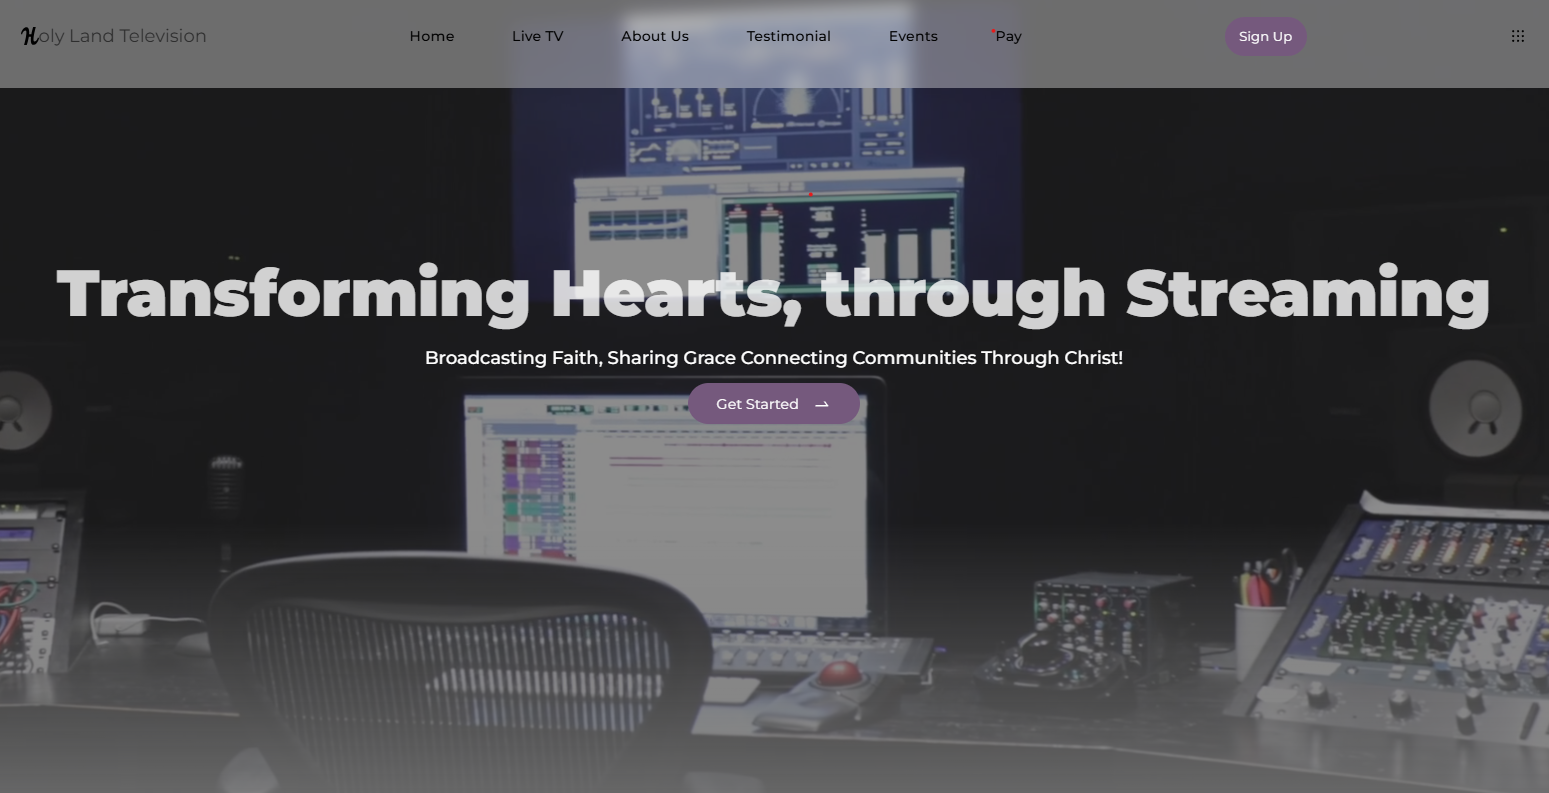 Holy Land Television
Home Live TV About Us Testimonial Events Pay Sign Up
Transforming Hearts, through Streaming
Broadcasting Faith, Sharing Grace Connecting Communities Through Christ!
Get Started